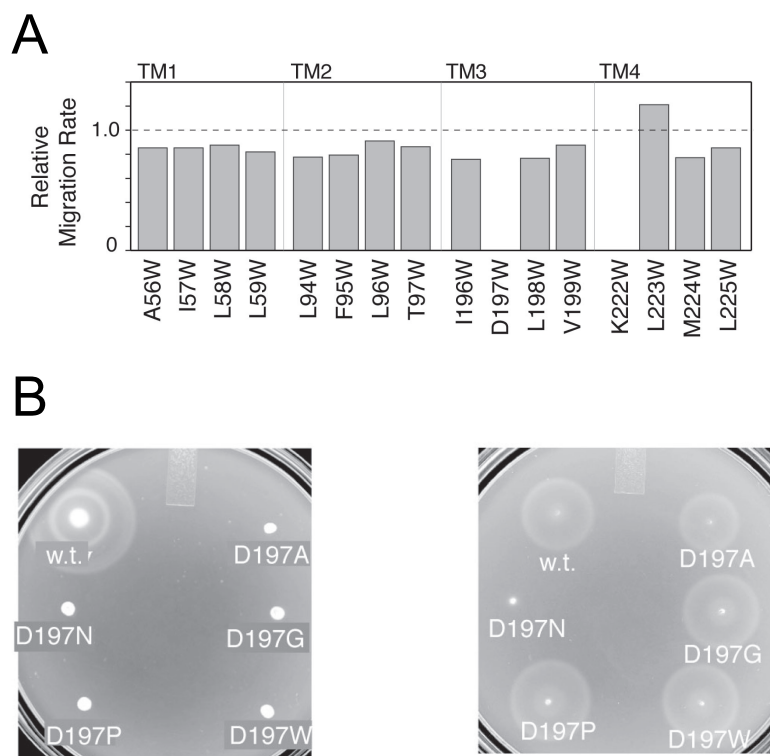 A
TM1 TM2 TM3 TM4
Relative
Migration Rate
1.0
0
A56W I57W L58W L59W L94W F95W L96W T97W I196W D197W L198W V199W K222W L223W M224W L225W
B
w.t. D197A
D197N D197G
D197P D197W
w.t. D197A
D197N
D197G
D197P D197W